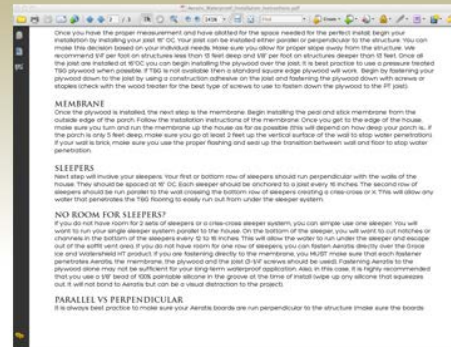 Aeratis_Waterproof_Installation_Instructions.pdf
Once you have the proper measurement and have allotted for the space needed for the perfect install, begin your
installation by installing your joist 16" OC. Your joist can be installed either parallel or perpendicular to the structure. You can
make this decision based on your individual needs. Make sure you allow for proper slope away from the structure. We
recommend 1/4" per foot on structures less than 13 feet deep and 1/8" per foot on structures deeper than 13 feet. Once all
the joist are installed at 16"OC you can begin installing the plywood over the joist. It is best practice to use a pressure treated
T&G plywood when possible. If T&G is not available then a standard square edge plywood will work. Begin by fastening your
plywood down to the joist by using a construction adhesive on the joist and fastening the plywood down with screws or
staples (check with the wood treater for the best type of screws to use to fasten down the plywood to the PT joist).
MEMBRANE
Once the plywood is installed, the next step is the membrane. Begin installing the peal and stick membrane from the
outside edge of the porch. Follow the installation instructions of the membrane. Once you get to the edge of the house,
make sure you turn and run the membrane up the house as far as possible (this will depend on how deep your porch is. If
the porch is only 5 feet deep, make sure you go at least 2 feet up the vertical surface of the wall to stop water penetration)
If your wall is brick, make sure you use the proper flashing and seal up the transition between wall and floor to stop water
penetration.
SLEEPERS
Next step will involve your sleepers. Your first or bottom row of sleepers should run perpendicular with the walls of the
house. They should be spaced at 16" OC. Each sleeper should be anchored to a joist every 16 inches. The second row of
sleepers should be run parallel to the wall crossing the bottom row of sleepers creating a criss-cross or X. This will allow any
water that penetrates the T&G flooring to easily run out from under the sleeper system.
NO ROOM FOR SLEEPERS?
If you do not have room for 2 sets of sleepers or a criss-cross sleeper system, you can simple use one sleeper. You will
want to run your single sleeper system parallel to the house. On the bottom of the sleeper, you will want to cut notches or
channels in the bottom of the sleepers every 12 to 16 inches. This will allow the water to run under the sleeper and escape
out of the soffit vent area. If you do not have room for one row of sleepers, you can fasten Aeratis directly over the Grace
Ice and Watershield HT product. If you are fastening directly to the membrane, you MUST make sure that each fastener
penetrates Aeratis, the membrane, the plywood and the joist (3-1/4" screws should be used). Fastening Aeratis to the
plywood alone may not be sufficient for your long-term waterproof application. Also, in this case, it is highly recommended
that you use a 1/8" bead of 100% paintable silicone in the groove at the time of install (wipe up any silicone that squeezes
out. It will not bond to Aeratis but can be a visual distraction to the project).
PARALLEL VS PERPENDICULAR
It is always best practice to make sure your Aeratis boards are run perpendicular to the structure (make sure the boards